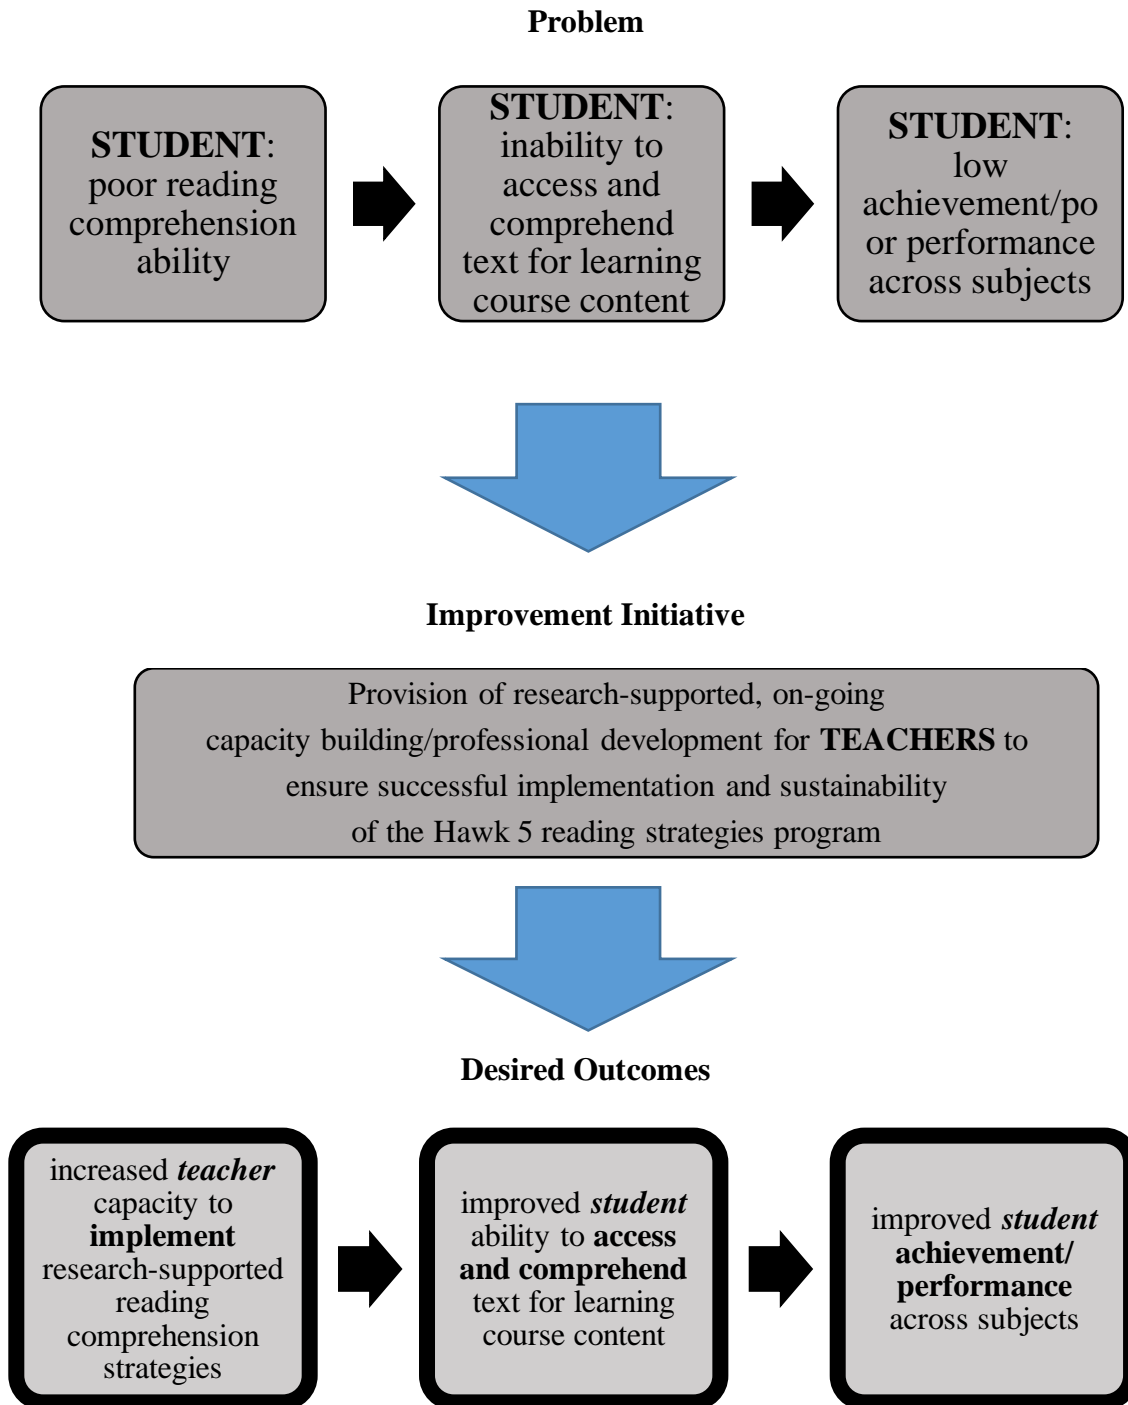 Problem
STUDENT:
poor reading
comprehension
ability
STUDENT:
inability to
access and
comprehend
text for learning
course content
STUDENT:
low
achievement/po
or performance
across subjects
Improvement Initiative
Provision of research-supported, on-going
capacity building/professional development for TEACHERS to
ensure successful implementation and sustainability
of the Hawk 5 reading strategies program
Desired Outcomes
increased teacher
capacity to
implement
research-supported
reading
comprehension
strategies
improved student
ability to access
and comprehend
text for learning
course content
improved student
achievement/
performance
across subjects